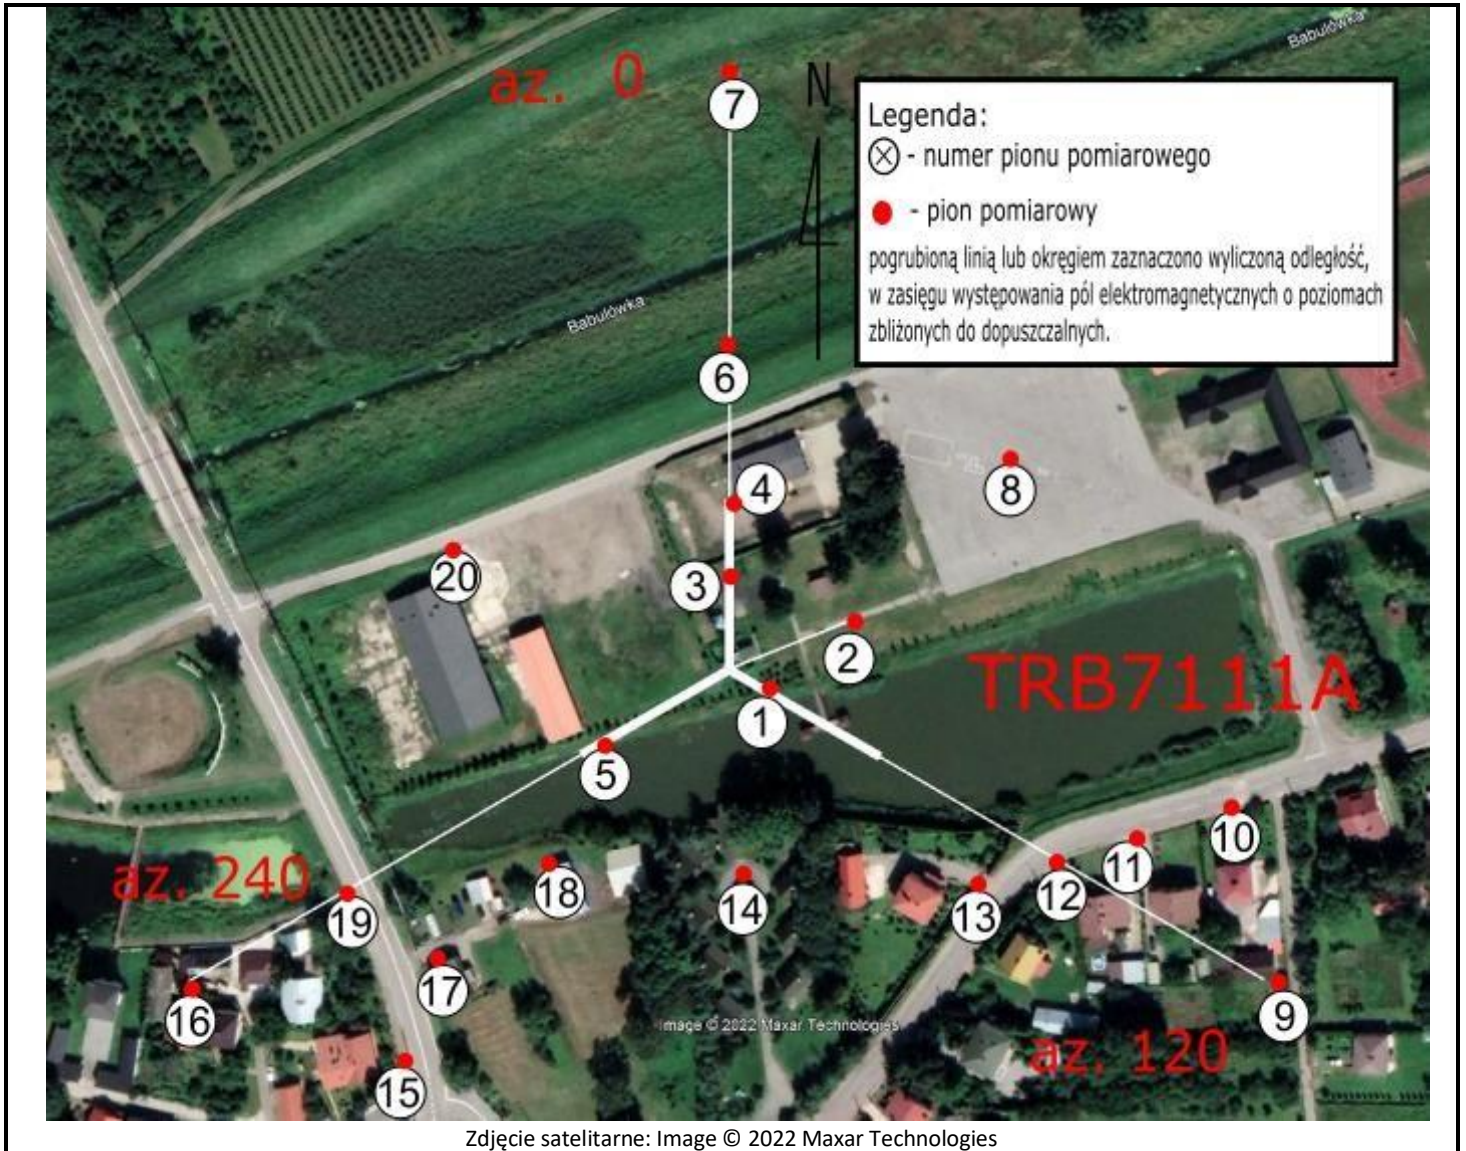 Babulówka
az. 0
7
N
Legenda:
- numer pionu pomiarowego
- pion pomiarowy
pogrubioną linią lub okręgiem zaznaczono wyliczoną odległość,
w zasięgu występowania pól elektromagnetycznych o poziomach
zbliżonych do dopuszczalnych.
Babulówka
6
4
8
20
3
2
TRB7111A
1
5
10
11
az. 240
18
12
14
13
19
17
16
9
Image © 2022 Maxar Technologies
az. 120
15
Zdjęcie satelitarne: Image © 2022 Maxar Technologies